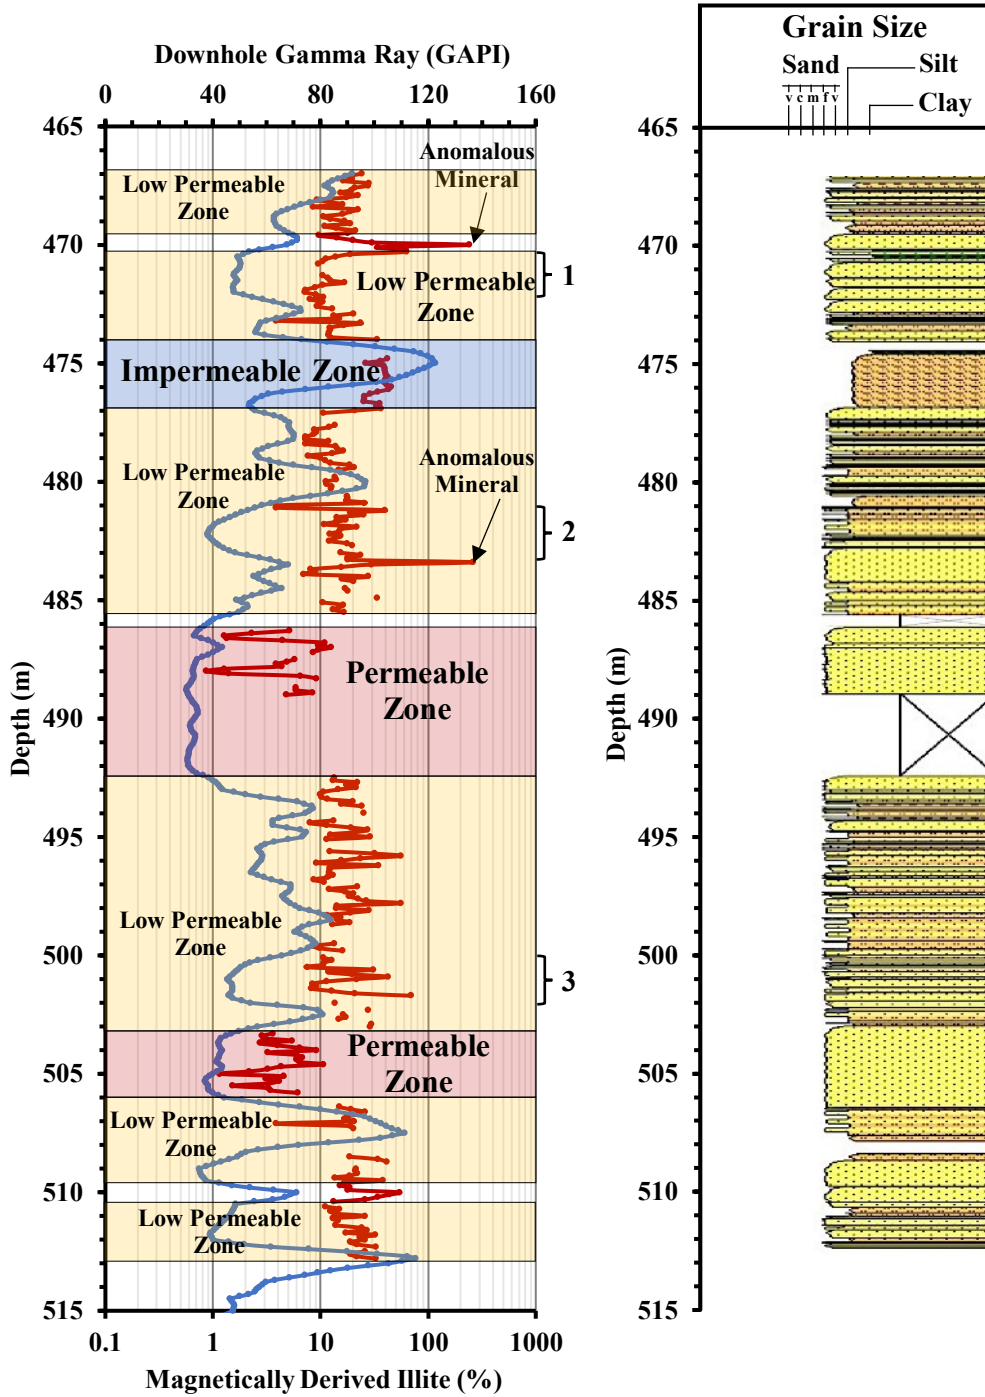 Downhole Gamma Ray (GAPI)
0 40 80 120 160
465
470
475
480
485
490
495
500
505
510
515
Depth (m)
Low Permeable
Zone
Anomalous
Mineral
Low Permeable
Zone
1
Impermeable Zone
Low Permeable
Zone
Anomalous
Mineral
2
Permeable
Zone
Low Permeable
Zone
3
Permeable
Zone
Low Permeable
Zone
Low Permeable
Zone
0.1 1 10 100 1000
Magnetically Derived Illite (%)
Grain Size
Sand
Silt
v c m f v
Clay
465
470
475
480
485
490
495
500
505
510
515
Depth (m)